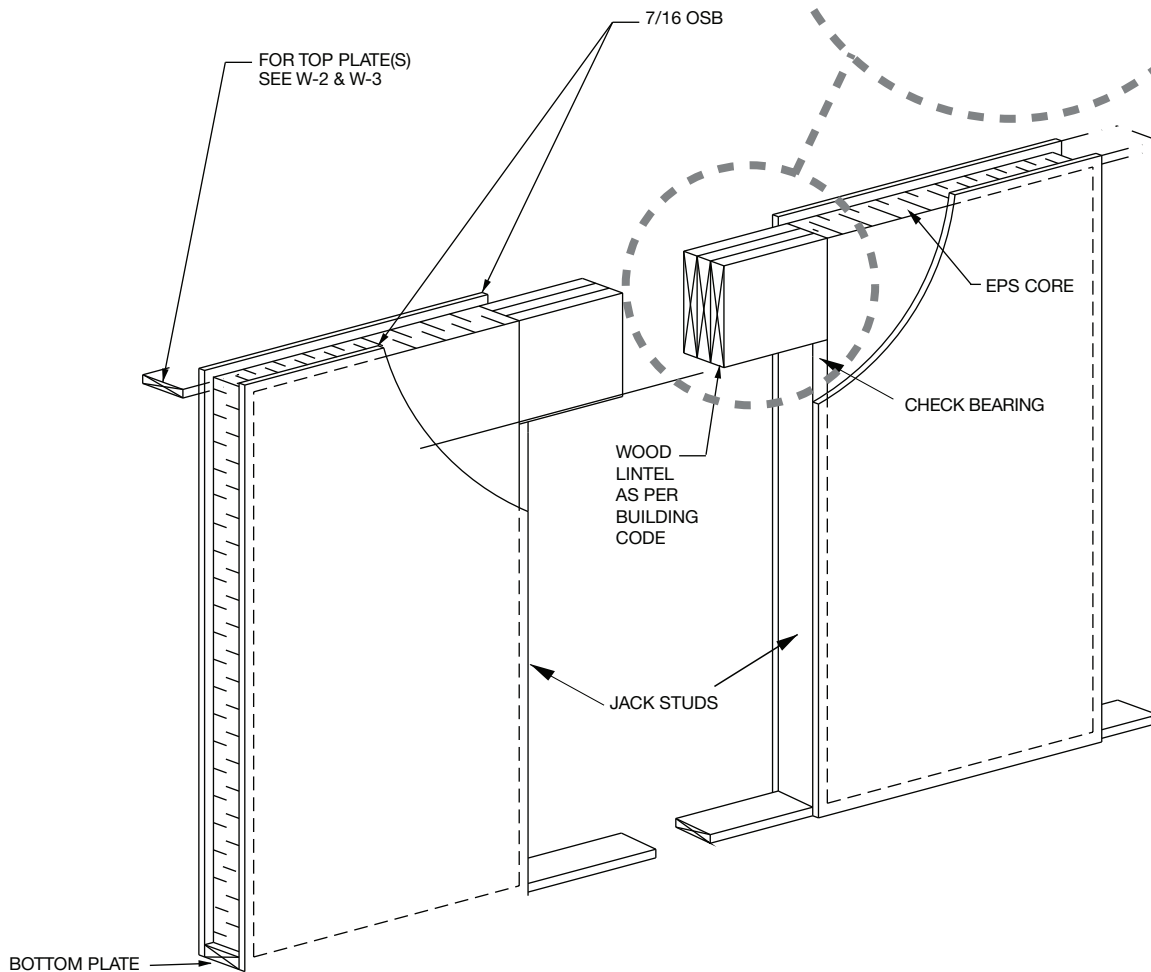 7/16 OSB
FOR TOP PLATE(S)
SEE W-2 & W-3
EPS CORE
CHECK BEARING
WOOD
LINTEL
AS PER
BUILDING
CODE
JACK STUDS
BOTTOM PLATE